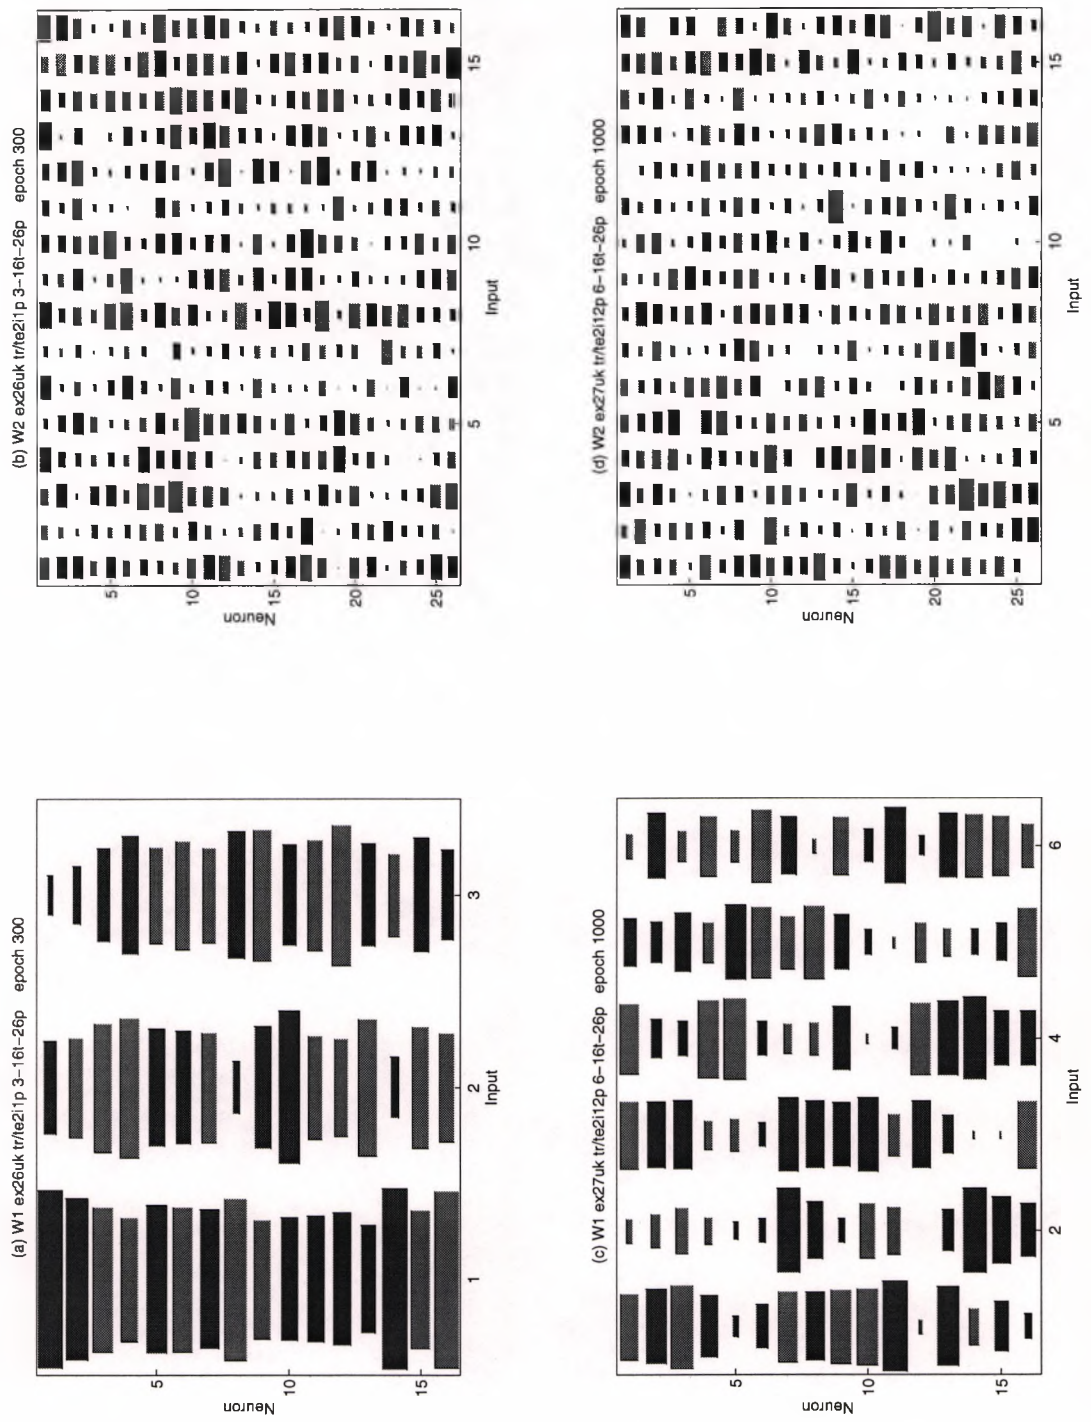 (a) W1 ex26uk tr/te2i1p 3–16t–26p epoch 300
Neuron
5
10
15
1
2
3
Input
(b) W2 ex26uk tr/te2i1p 3–16t–26p epoch 300
Neuron
5
10
15
20
25
5
10
15
Input
(c) W1 ex27uk tr/te2i12p 6–16t–26p epoch 1000
Neuron
5
10
15
2
4
6
Input
(d) W2 ex27uk tr/te2i12p 6–16t–26p epoch 1000
Neuron
5
10
15
20
25
5
10
15
Input